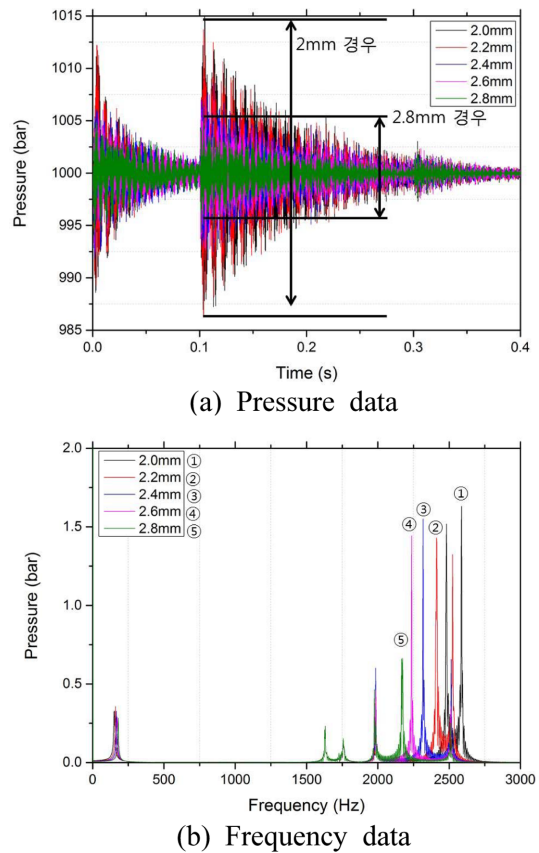 1015
1010
1005
1000
995
990
985
Pressure (bar)
2mm 경우
2.8mm 경우
2.0mm
2.2mm
2.4mm
2.6mm
2.8mm
0.0
0.1
0.2
0.3
0.4
Time (s)
(a) Pressure data
2.0
1.5
1.0
0.5
0.0
Pressure (bar)
2.0mm ①
2.2mm ②
2.4mm ③
2.6mm ④
2.8mm ⑤
①
③
④
②
⑤
0
500
1000
1500
2000
2500
3000
Frequency (Hz)
(b) Frequency data